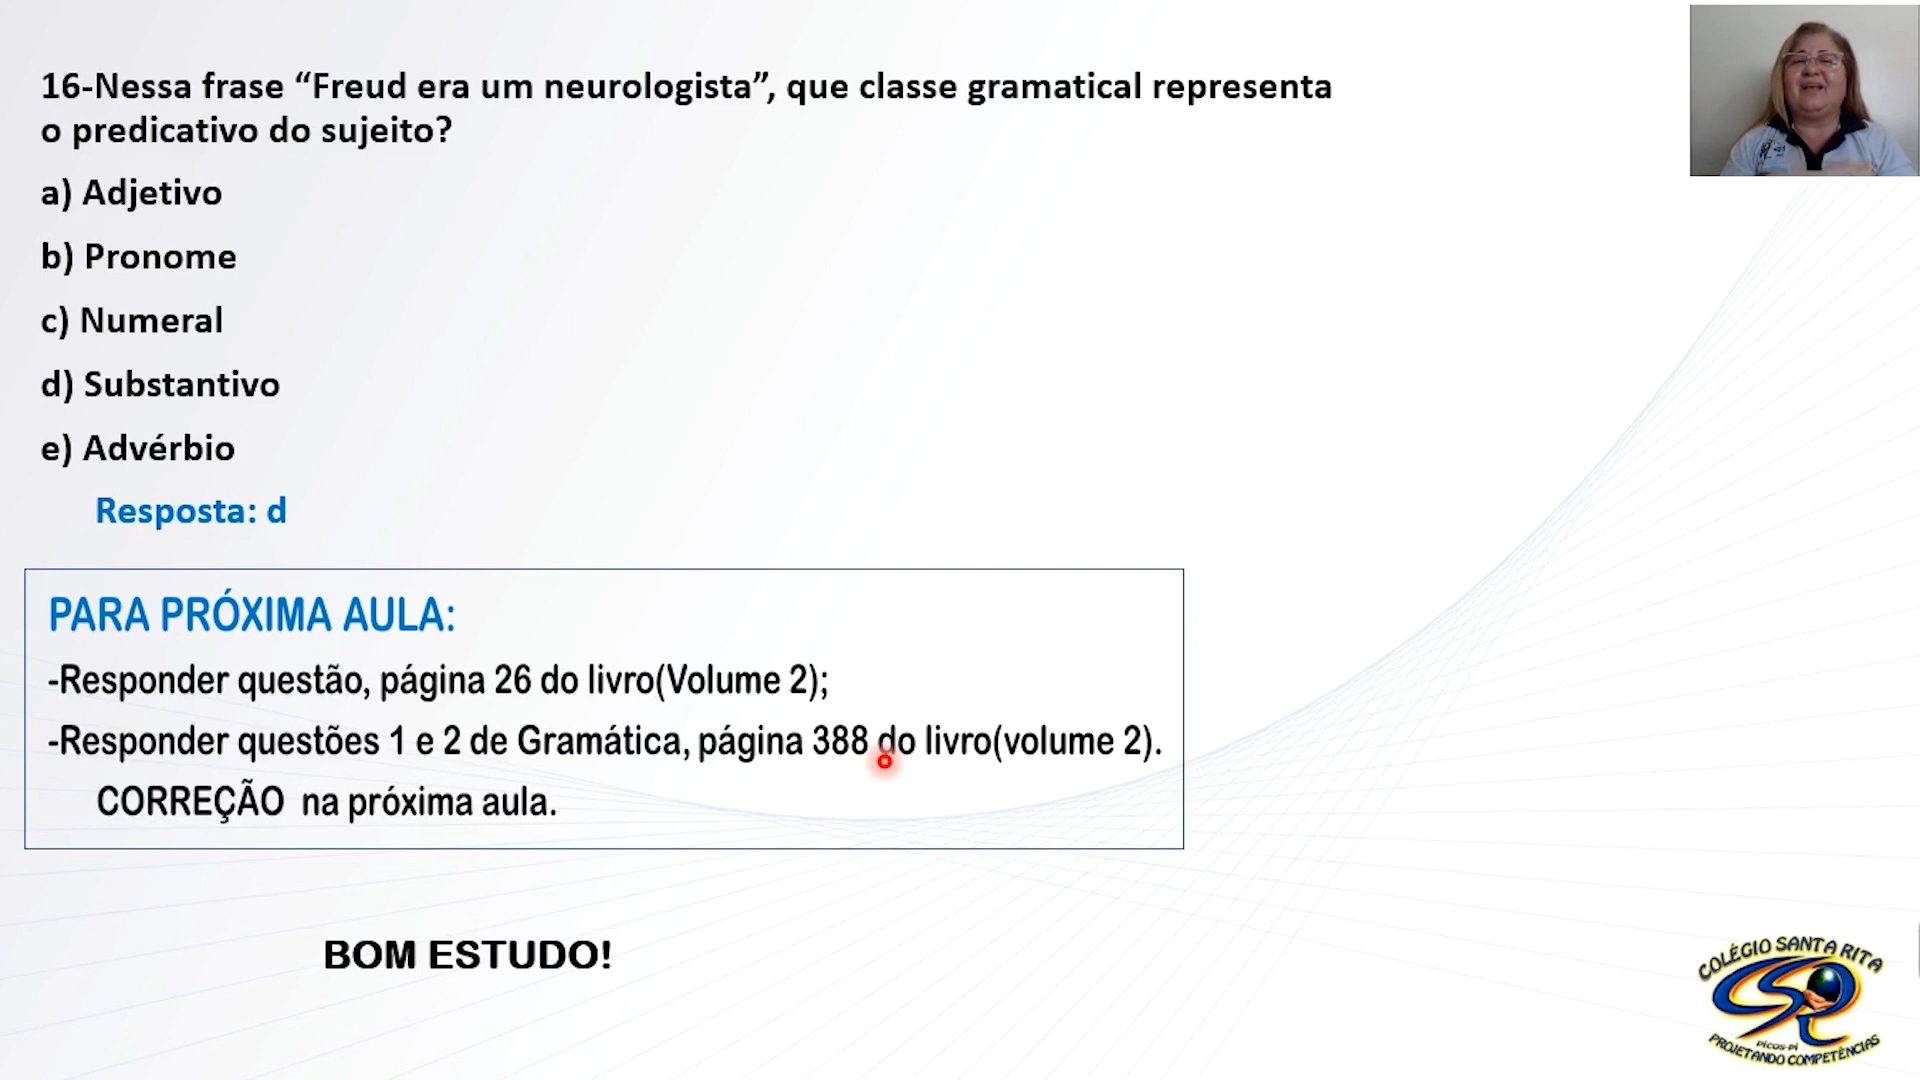 16-Nessa frase “Freud era um neurologista”, que classe gramatical representa
o predicativo do sujeito?
a) Adjetivo
b) Pronome
c) Numeral
d) Substantivo
e) Advérbio
Resposta: d
PARA PRÓXIMA AULA:
-Responder questão, página 26 do livro(Volume 2);
-Responder questões 1 e 2 de Gramática, página 388 do livro(volume 2).
CORREÇÃO na próxima aula.
BOM ESTUDO!
COLÉGIO SANTA RITA
PICOS-PI
PROJETANDO COMPETÊNCIAS